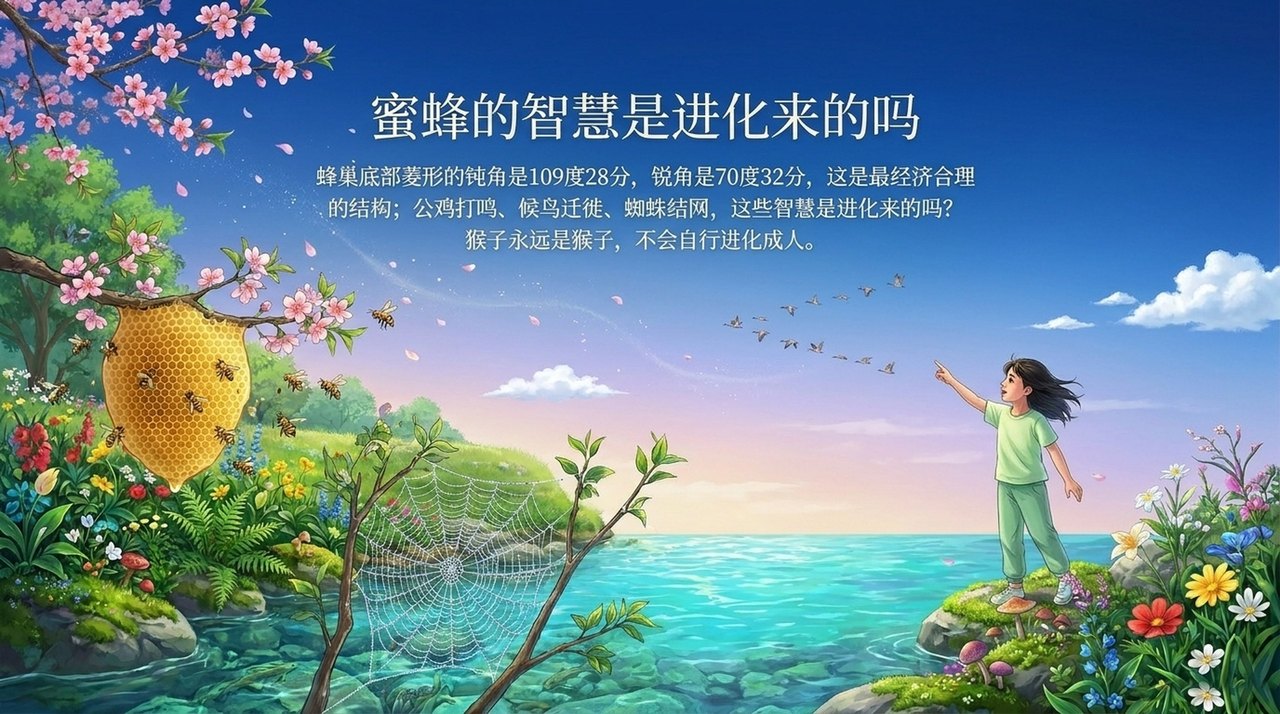 蜜蜂的智慧是进化来的吗
蜂巢底部菱形的钝角是109度28分，锐角是70度32分，这是最经济合理
的结构；公鸡打鸣、候鸟迁徙、蜘蛛结网，这些智慧是进化来的吗？
猴子永远是猴子，不会自行进化成人。